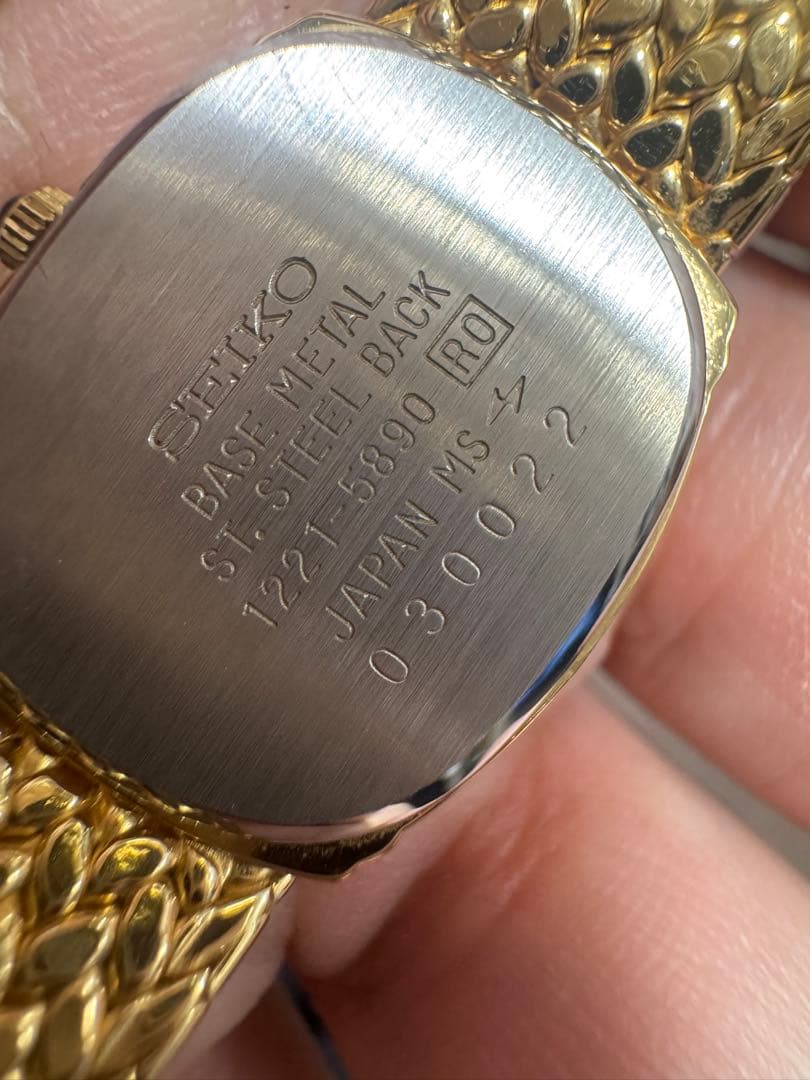 SEIKO
BASE METAL
ST. STEEL BACK
1221-5890 RO
JAPAN MS A
030022